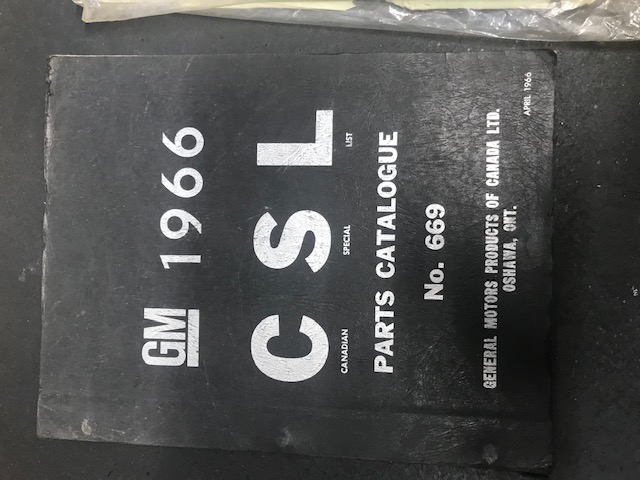 GM 1966
C S L
CANADIAN SPECIAL LIST
PARTS CATALOGUE
No. 669
GENERAL MOTORS PRODUCTS OF CANADA LTD.
OSHAWA, ONT.
APRIL 1966